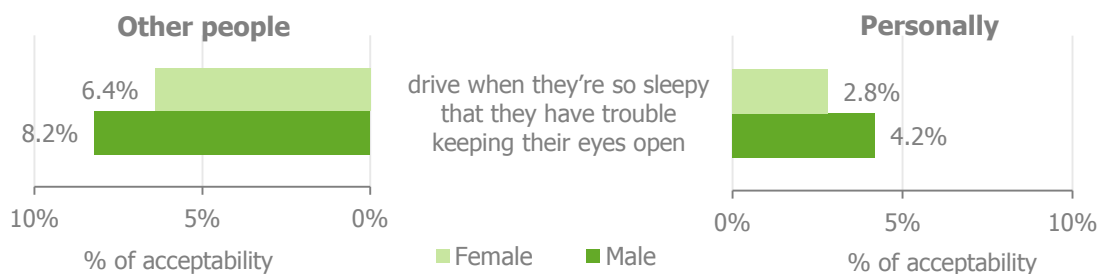 Other people
Personally
6.4%
8.2%
drive when they’re so sleepy
that they have trouble
keeping their eyes open
2.8%
4.2%
10% 5% 0%
0% 5% 10%
% of acceptability
Female Male
% of acceptability